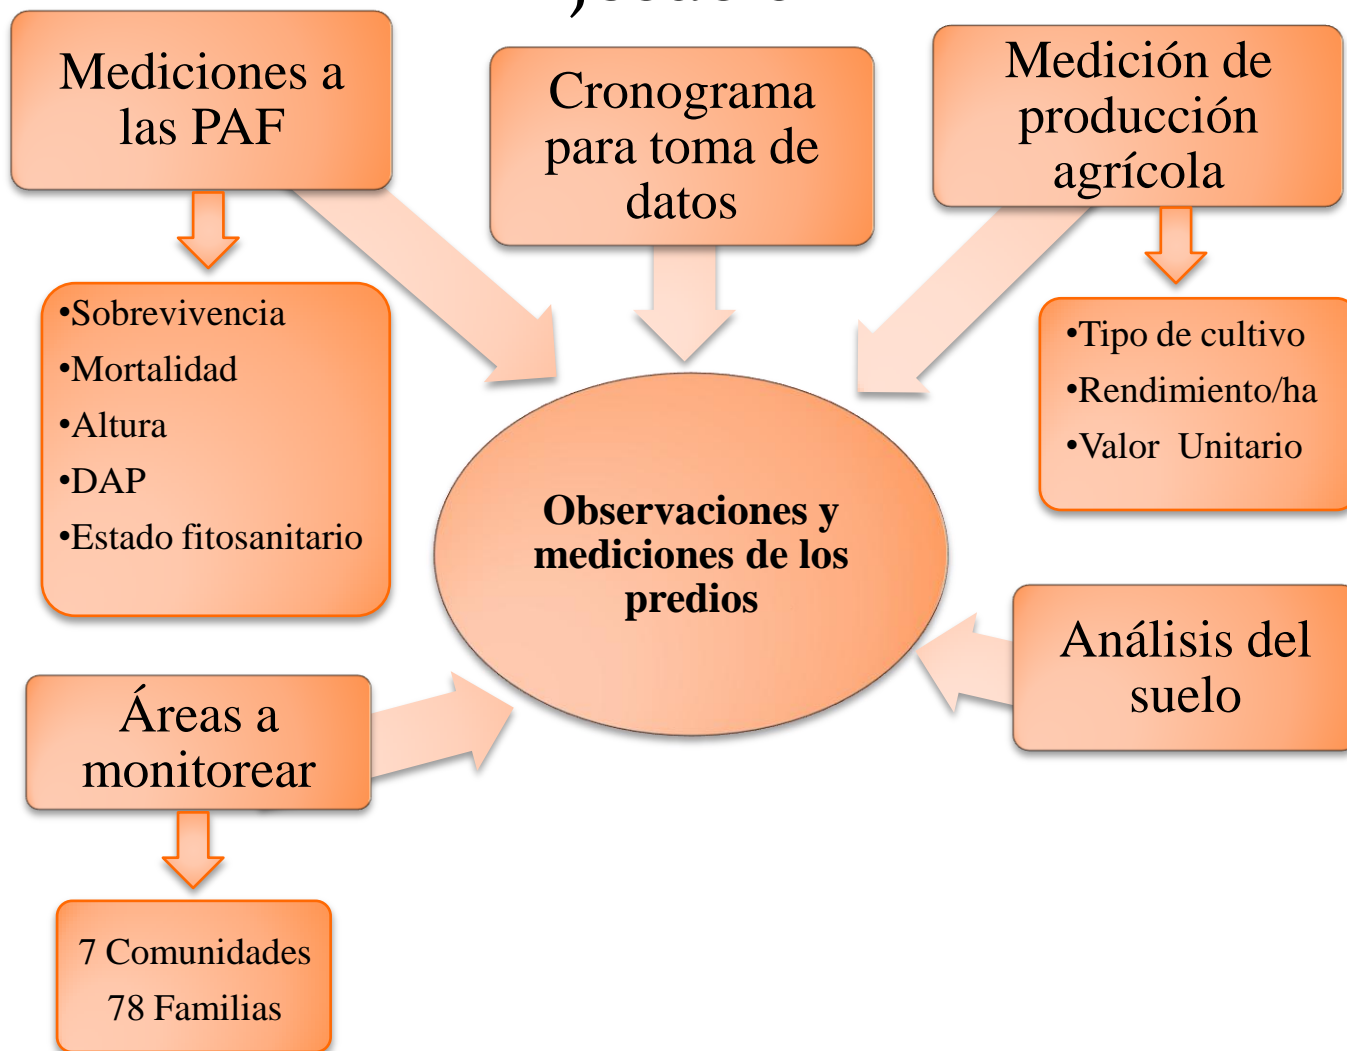 Mediciones a
las PAF
Cronograma
para toma de
datos
Medición de
producción
agrícola
•Sobrevivencia
•Mortalidad
•Altura
•DAP
•Estado fitosanitario
•Tipo de cultivo
•Rendimiento/ha
•Valor Unitario
Observaciones y
mediciones de los
predios
Análisis del
suelo
Áreas a
monitorear
7 Comunidades
78 Familias